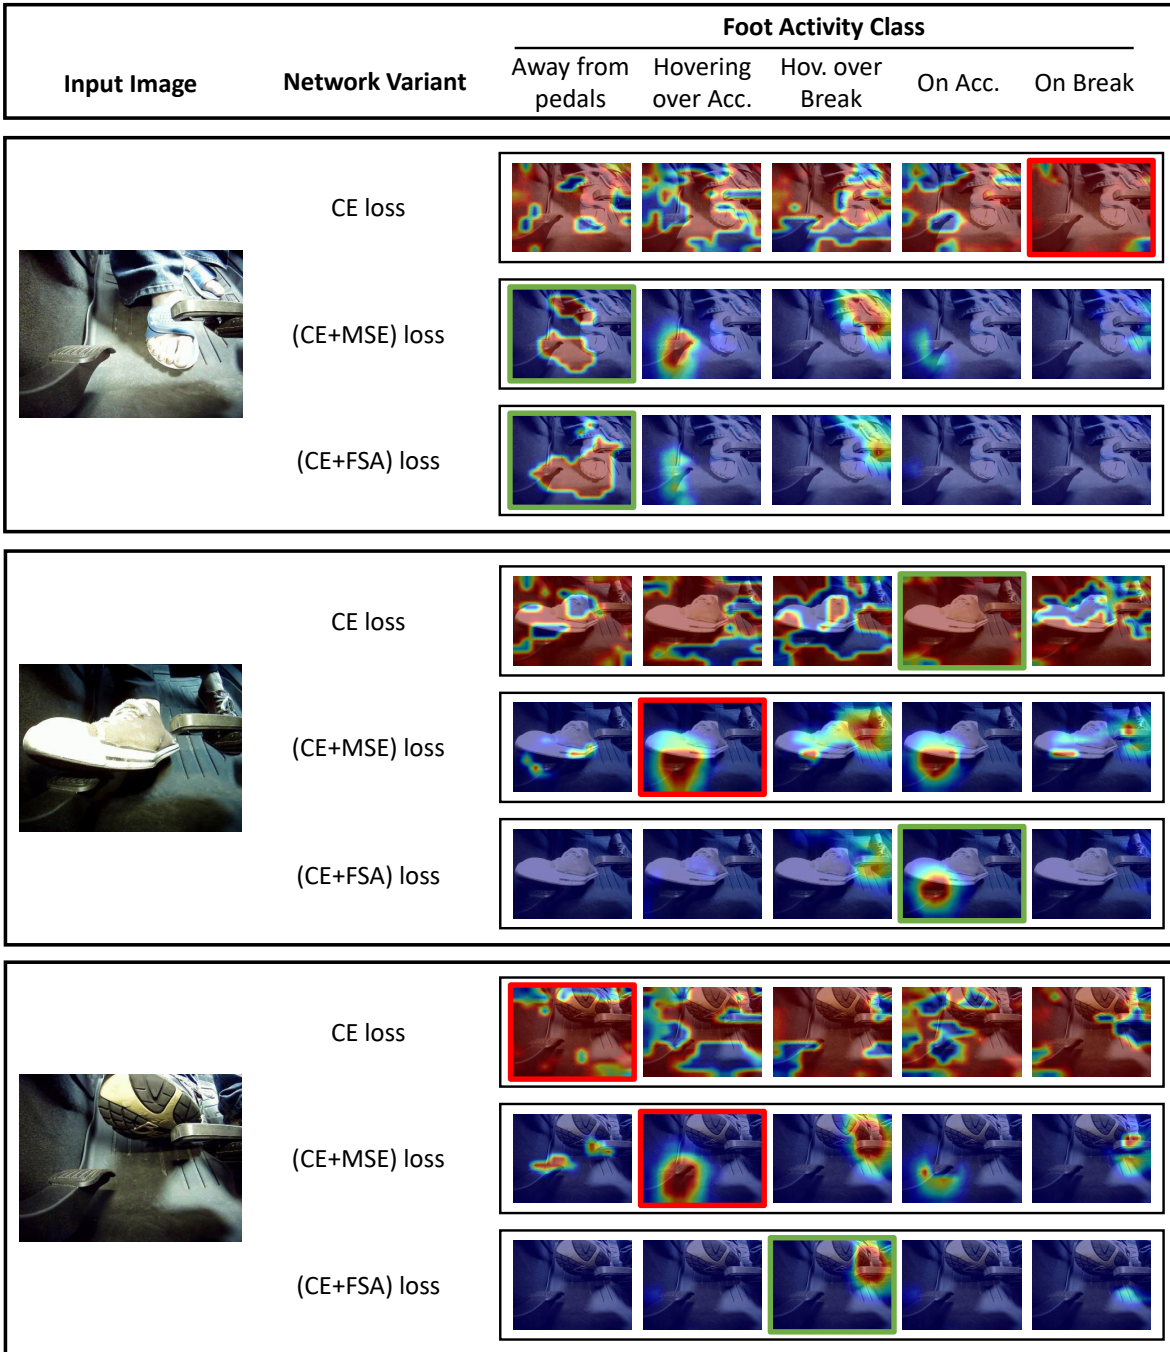 Foot Activity Class
Input Image
Network Variant
Away from
pedals
Hovering
over Acc.
Hov. over
Break
On Acc.
On Break
CE loss
(CE+MSE) loss
(CE+FSA) loss
CE loss
(CE+MSE) loss
(CE+FSA) loss
CE loss
(CE+MSE) loss
(CE+FSA) loss